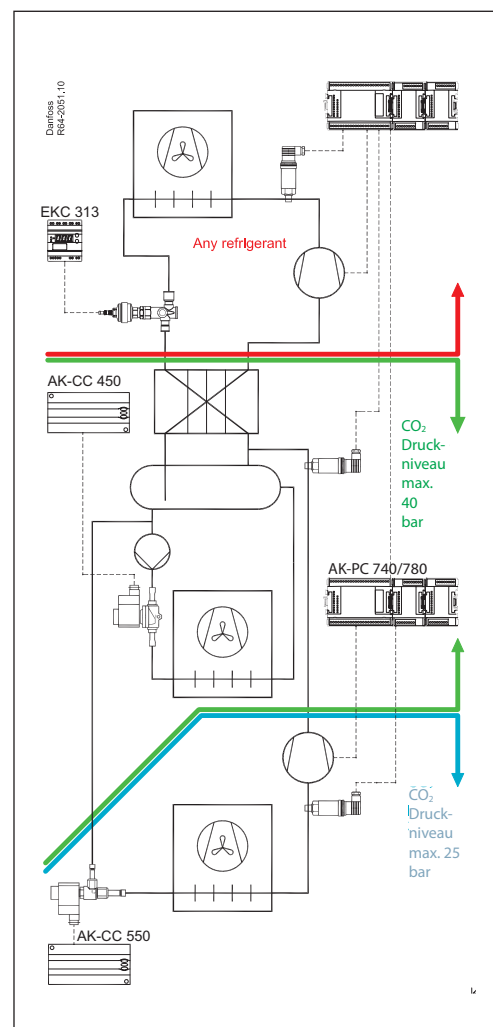 Danfoss
R64-2051.10
EKC 313
Any refrigerant
AK-CC 450
CO₂
Druck-
niveau
max.
40
bar
AK-PC 740/780
CO₂
Druck-
niveau
max. 25
bar
AK-CC 550